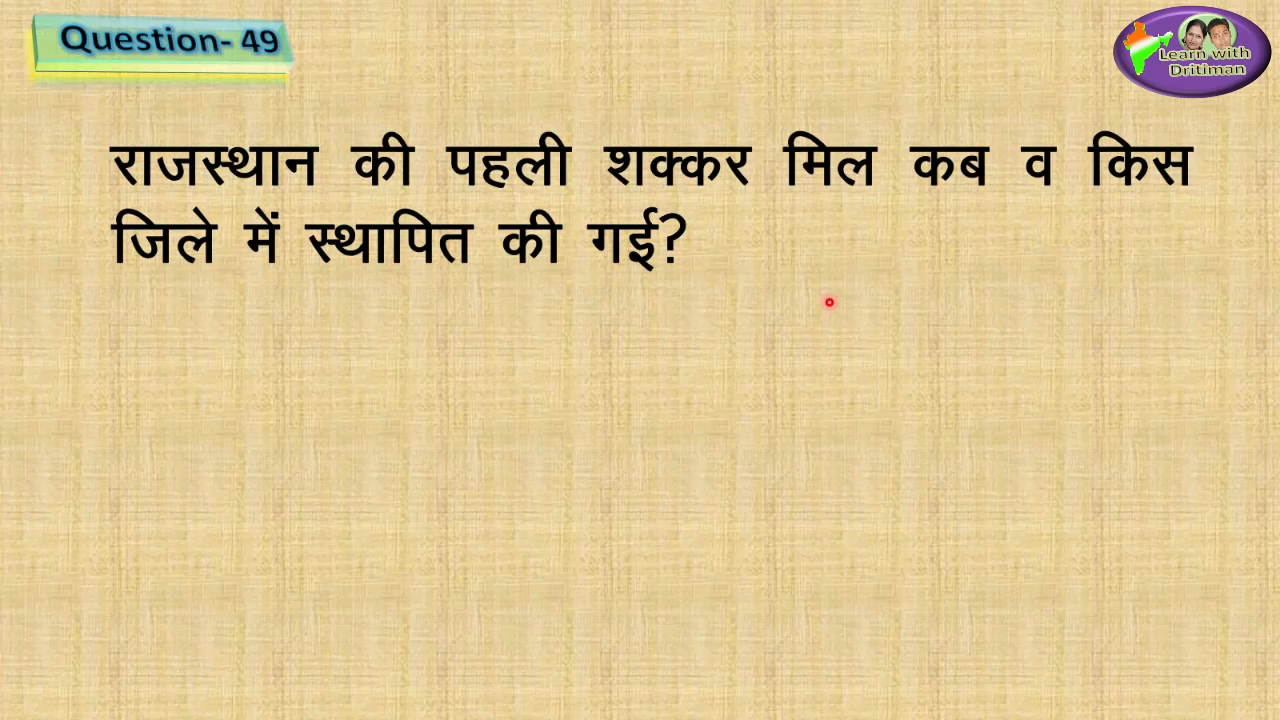 Question- 49
Learn with
Dritiman
राजस्थान की पहली शक्कर मिल कब व किस
जिले में स्थापित की गई?